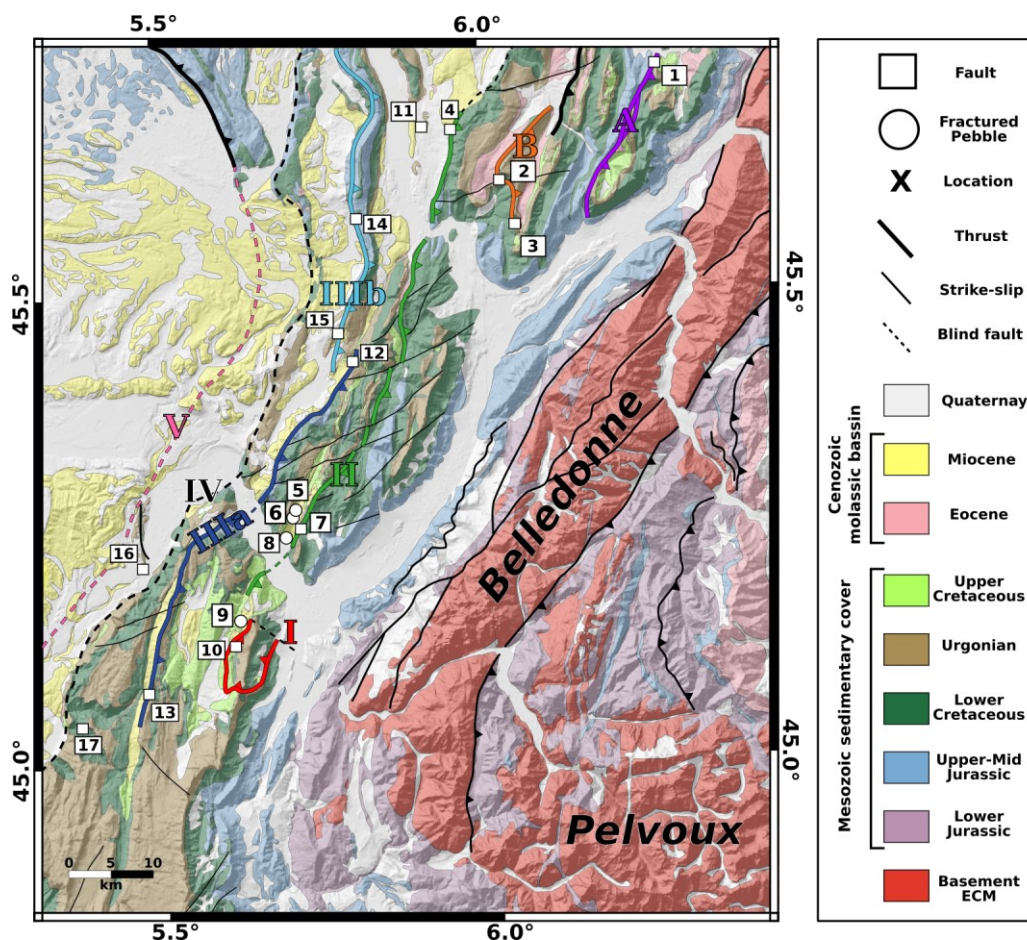 5.5°
6.0°
1
4
11
A
B
2
3
14
45.5°
45.5°
IIIb
15
12
V
II
IV
5
6
7
IIIa
8
Belledonne
16
9
I
10
13
17
45.0°
45.0°
Pelvoux
0 5 10
km
5.5°
6.0°
Fault
Fractured
Pebble
X
Location
Thrust
Strike-slip
Blind fault
Quaternay
Cenozoic
molassic bassin
Miocene
Eocene
Mesozoic sedimentary cover
Upper
Cretaceous
Urgonian
Lower
Cretaceous
Upper-Mid
Jurassic
Lower
Jurassic
Basement
ECM